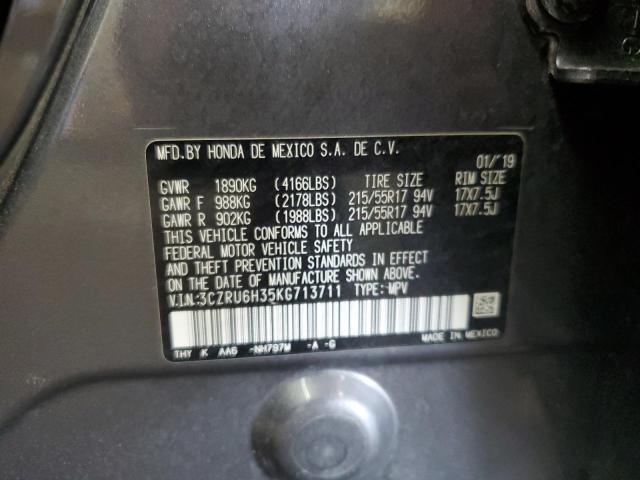 MFD.BY HONDA DE MEXICO S.A. DE C.V. 01/'19
GVWR 1890KG (4166LBS) TIRE SIZE RIM SIZE
GAWR F 988KG (2178LBS) 215/55R17 94V 17X7.5J
GAWR R 902KG (1988LBS) 215/55R17 94V 17X7.5J
THIS VEHICLE CONFORMS TO ALL APPLICABLE
FEDERAL MOTOR VEHICLE SAFETY
AND THEFT PREVENTION STANDARDS IN EFFECT
ON THE DATE OF MANUFACTURE SHOWN ABOVE.
V.I.N.:3CZRU6H35KG713711 TYPE: MPV
THY K AA6 -NH797M -A -G MADE IN MEXICO